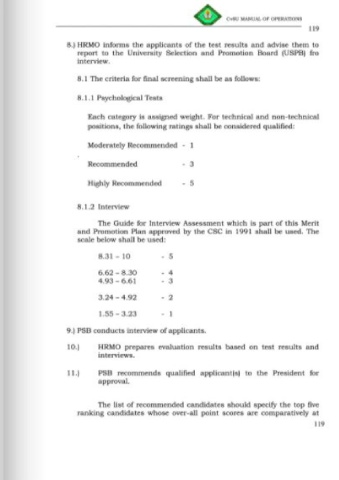 CvSU MANUAL OF OPERATIONS
119
8.) HRMO informs the applicants of the test results and advise them to
report to the University Selection and Promotion Board (USPB) fro
interview.
8.1 The criteria for final screening shall be as follows:
8.1.1 Psychological Tests
Each category is assigned weight. For technical and non-technical
positions, the following ratings shall be considered qualified:
Moderately Recommended - 1
Recommended - 3
Highly Recommended - 5
8.1.2 Interview
The Guide for Interview Assessment which is part of this Merit
and Promotion Plan approved by the CSC in 1991 shall be used. The
scale below shall be used:
8.31 – 10 - 5
6.62 – 8.30 - 4
4.93 – 6.61 - 3
3.24 – 4.92 - 2
1.55 – 3.23 - 1
9.) PSB conducts interview of applicants.
10.) HRMO prepares evaluation results based on test results and
interviews.
11.) PSB recommends qualified applicant(s) to the President for
approval.
The list of recommended candidates should specify the top five
ranking candidates whose over-all point scores are comparatively at
119